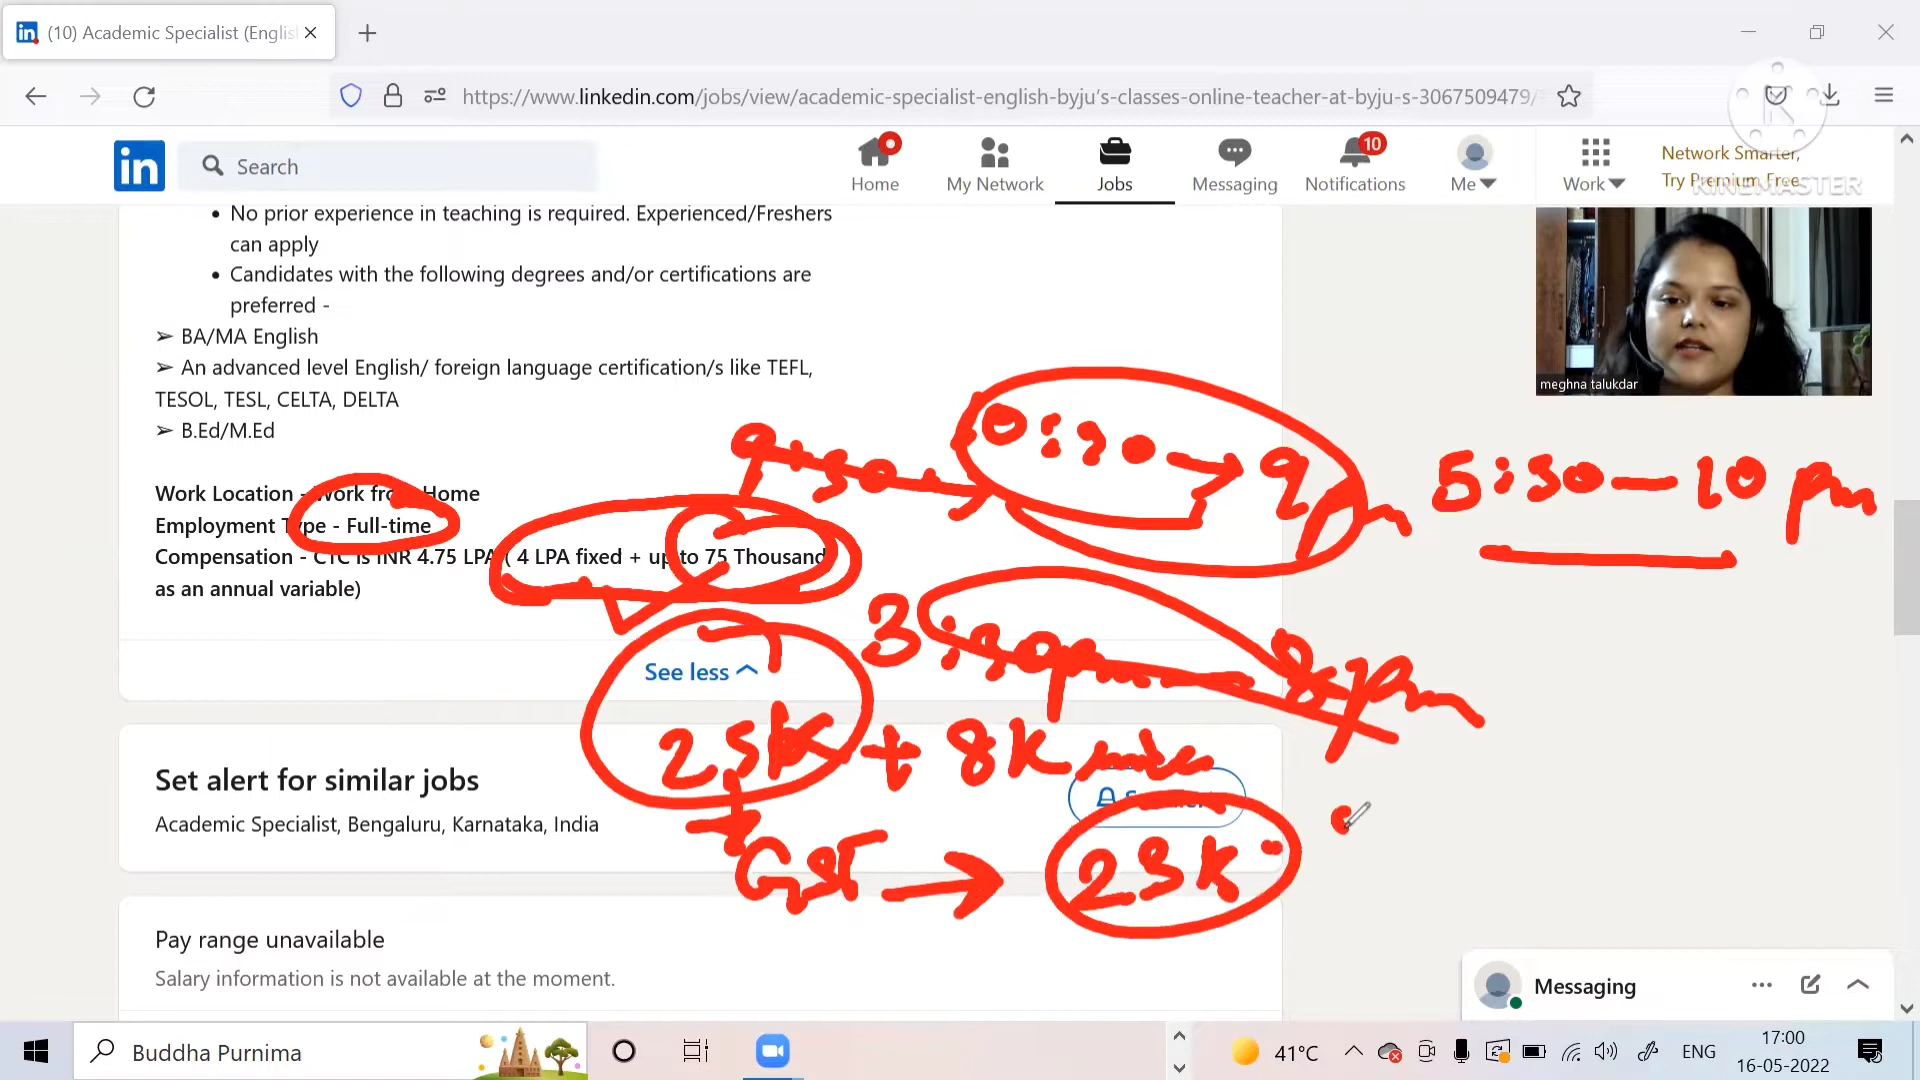 (10) Academic Specialist (Englis
https://www.linkedin.com/jobs/view/academic-specialist-english-byju's-classes-online-teacher-at-byju-s-3067509479/
in
Search
Home
My Network
Jobs
Messaging
10
Notifications
Me
Work
Network Smarter,
Try Premium Free
KINEMASTER
• No prior experience in teaching is required. Experienced/Freshers
can apply
• Candidates with the following degrees and/or certifications are
preferred -
➢ BA/MA English
➢ An advanced level English/ foreign language certification/s like TEFL,
TESOL, TESL, CELTA, DELTA
➢ B.Ed/M.Ed
meghna talukdar
Work Location - Work from Home
Employment Type - Full-time
Compensation - CTC is INR 4.75 LPA ( 4 LPA fixed + up to 75 Thousand
as an annual variable)
5:30 — 10 pm
See less
3:30pm
+ 8K
GST → 23K
Set alert for similar jobs
Academic Specialist, Bengaluru, Karnataka, India
Pay range unavailable
Salary information is not available at the moment.
Messaging
Buddha Purnima
41°C
ENG
17:00
16-05-2022